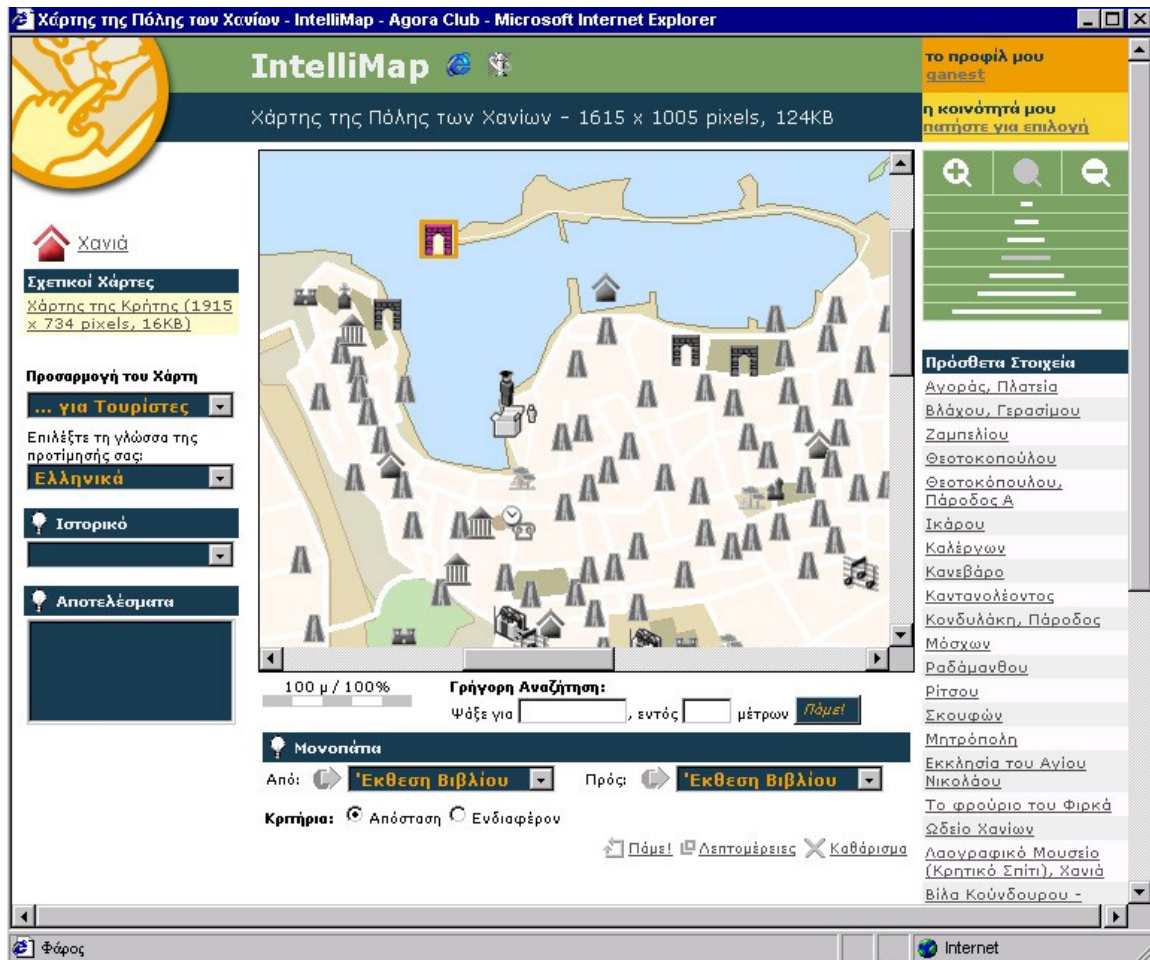 Χάρτης της Πόλης των Χανίων - IntelliMap - Agora Club - Microsoft Internet Explorer
IntelliMap
Χάρτης της Πόλης των Χανίων - 1615 x 1005 pixels, 124KB
το προφίλ μου
ganest
η κοινότητά μου
πατήστε για επιλογή
Χανιά
Σχετικοί Χάρτες
Χάρτης της Κρήτης (1915
x 734 pixels, 16KB)
Προσαρμογή του Χάρτη
... για Τουρίστες
Επιλέξτε τη γλώσσα της
προτίμησής σας:
Ελληνικά
Ιστορικό
Αποτελέσματα
100 μ / 100%
Γρήγορη Αναζήτηση:
Ψάξε για , εντός μέτρων Πάμε!
Μονοπάτια
Από: Έκθεση Βιβλίου Πρός: Έκθεση Βιβλίου
Κριτήρια: Απόσταση Ενδιαφέρον
Πάμε! Λεπτομέρειες Καθάρισμα
Πρόσθετα Στοιχεία
Αγοράς, Πλατεία
Βλάχου, Γερασίμου
Ζαμπελίου
Θεοτοκοπούλου
Θεοτοκόπουλου,
Πάροδος Α
Ικάρου
Καλέργων
Κανεβάρο
Καντανολέοντος
Κονδυλάκη, Πάροδος
Μόσχων
Ραδάμανθου
Ρίτσου
Σκουφών
Μητρόπολη
Εκκλησία του Αγίου
Νικολάου
Το φρούριο του Φιρκά
Ωδείο Χανίων
Λαογραφικό Μουσείο
(Κρητικό Σπίτι), Χανιά
Βίλα Κούνδουρου -
Φάρος
Internet